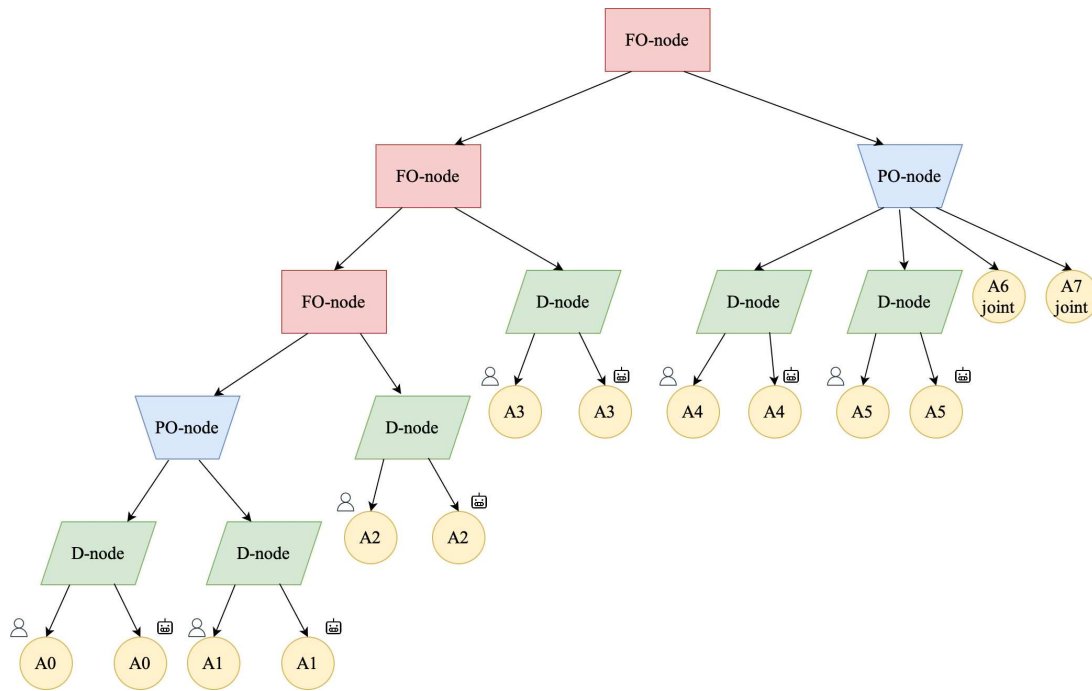 FO-node
FO-node
PO-node
FO-node
D-node
D-node
D-node
A6
joint
A7
joint
PO-node
D-node
A3
A3
A4
A4
A5
A5
D-node
D-node
A2
A2
A0
A0
A1
A1